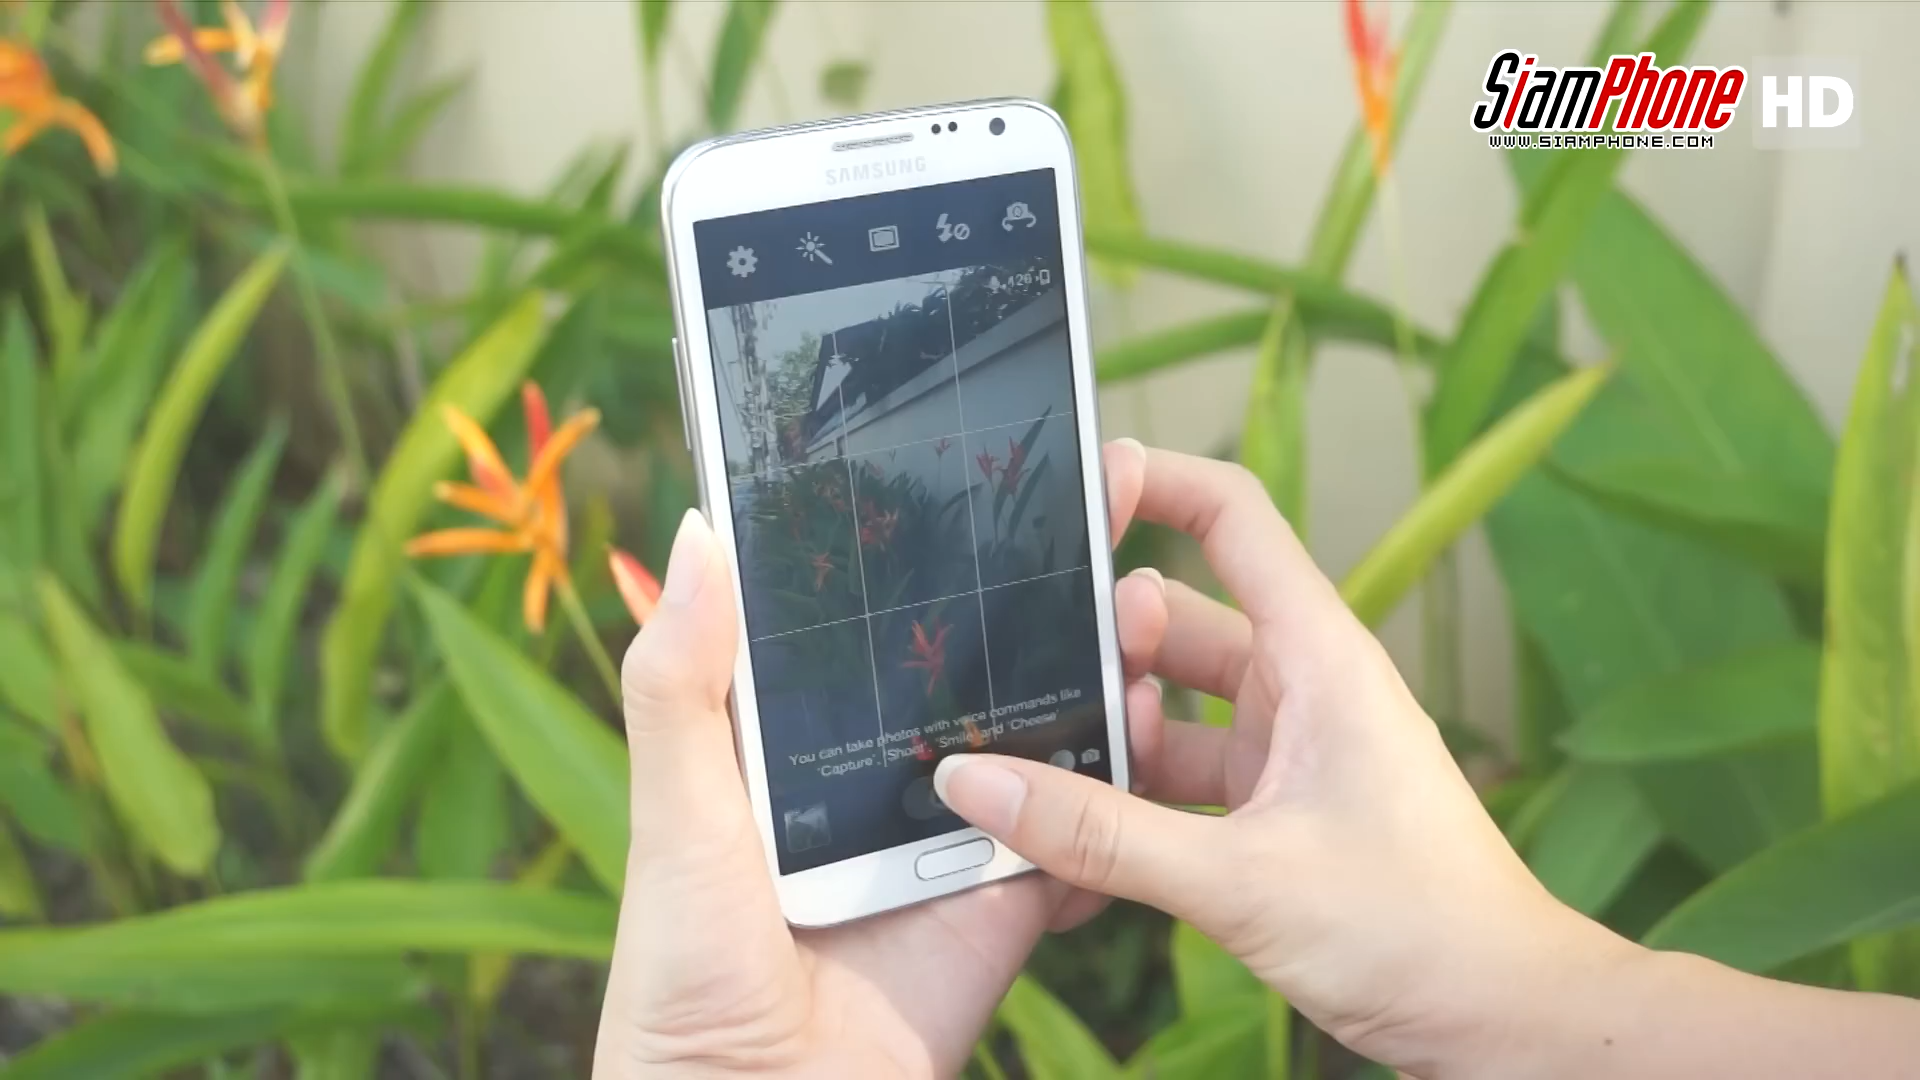 SiamPhone HD
WWW.SIAMPHONE.COM
SAMSUNG
126
You can take photos with voice commands like
'Capture', 'Shoot', 'Smile' and 'Cheese'